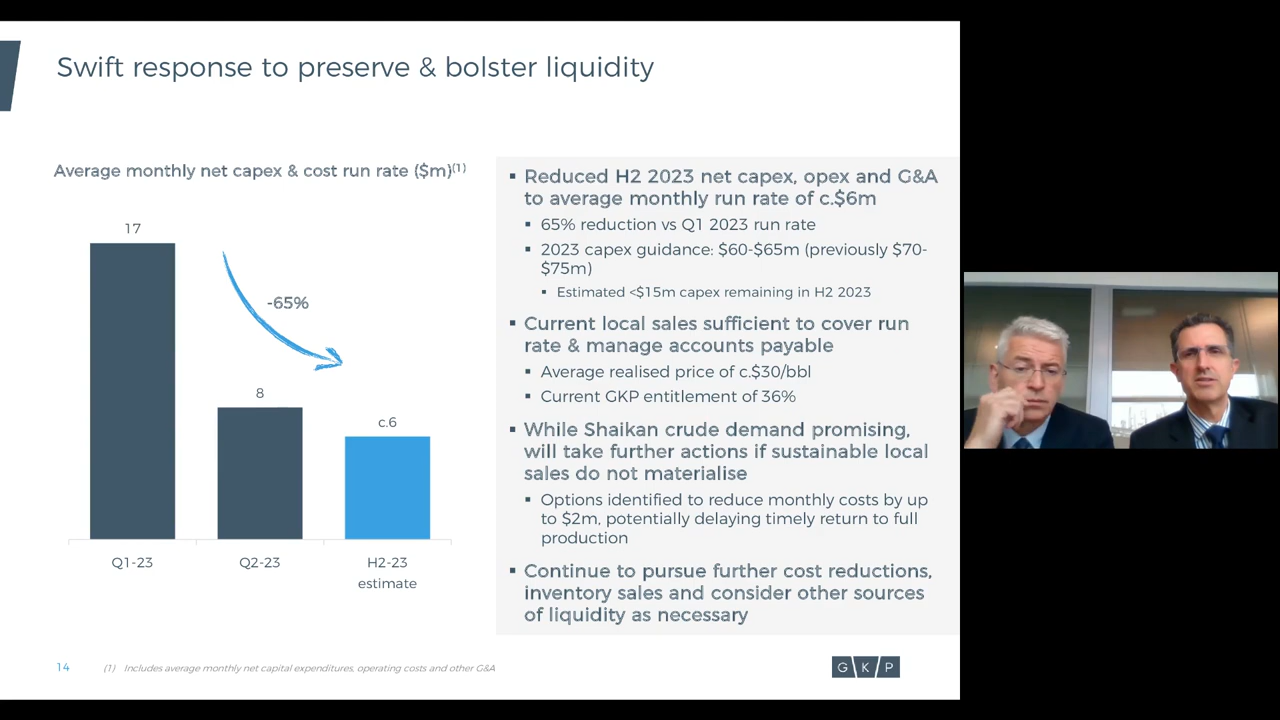 Swift response to preserve & bolster liquidity
Average monthly net capex & cost run rate ($m)(1)
17
-65%
8
c.6
Q1-23
Q2-23
H2-23
estimate
▪ Reduced H2 2023 net capex, opex and G&A
to average monthly run rate of c.$6m
▪ 65% reduction vs Q1 2023 run rate
▪ 2023 capex guidance: $60-$65m (previously $70-
$75m)
▪ Estimated <$15m capex remaining in H2 2023
▪ Current local sales sufficient to cover run
rate & manage accounts payable
▪ Average realised price of c.$30/bbl
▪ Current GKP entitlement of 36%
▪ While Shaikan crude demand promising,
will take further actions if sustainable local
sales do not materialise
▪ Options identified to reduce monthly costs by up
to $2m, potentially delaying timely return to full
production
▪ Continue to pursue further cost reductions,
inventory sales and consider other sources
of liquidity as necessary
14
(1) Includes average monthly net capital expenditures, operating costs and other G&A
GKP